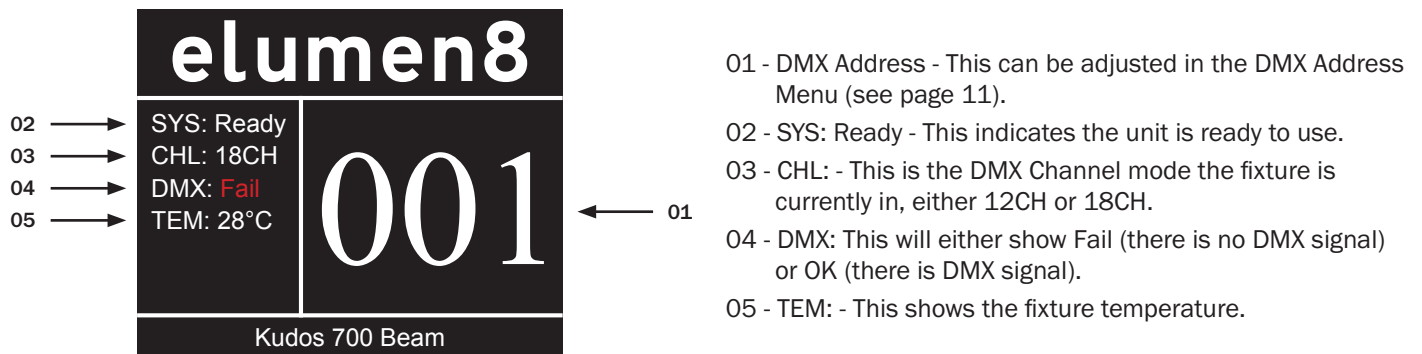 elumen8
02
03
04
05
SYS: Ready
CHL: 18CH
DMX: Fail
TEM: 28°C
001
01
Kudos 700 Beam
01 - DMX Address - This can be adjusted in the DMX Address
Menu (see page 11).
02 - SYS: Ready - This indicates the unit is ready to use.
03 - CHL: - This is the DMX Channel mode the fixture is
currently in, either 12CH or 18CH.
04 - DMX: This will either show Fail (there is no DMX signal)
or OK (there is DMX signal).
05 - TEM: - This shows the fixture temperature.